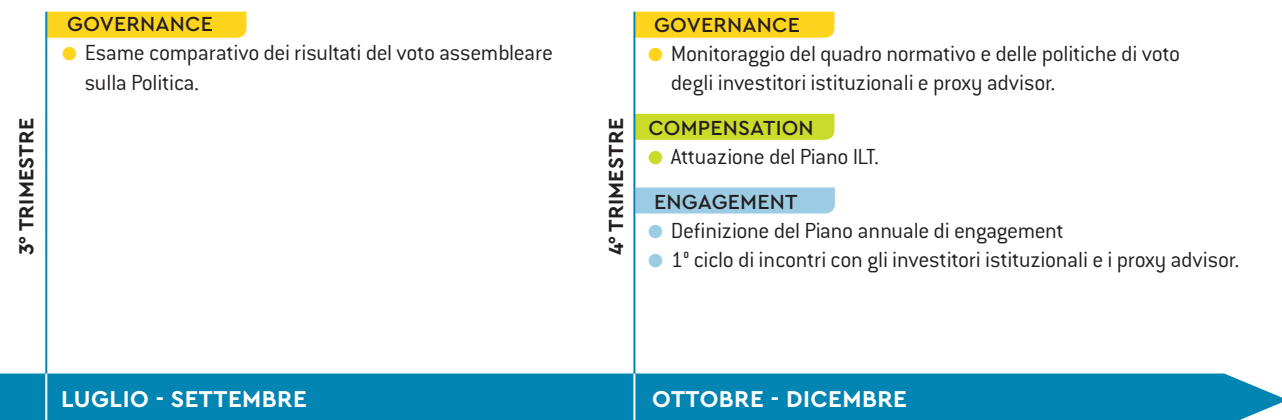 3° TRIMESTRE
GOVERNANCE
Esame comparativo dei risultati del voto assembleare
sulla Politica.
LUGLIO - SETTEMBRE
4° TRIMESTRE
GOVERNANCE
Monitoraggio del quadro normativo e delle politiche di voto
degli investitori istituzionali e proxy advisor.
COMPENSATION
Attuazione del Piano ILT.
ENGAGEMENT
Definizione del Piano annuale di engagement
1° ciclo di incontri con gli investitori istituzionali e i proxy advisor.
OTTOBRE - DICEMBRE